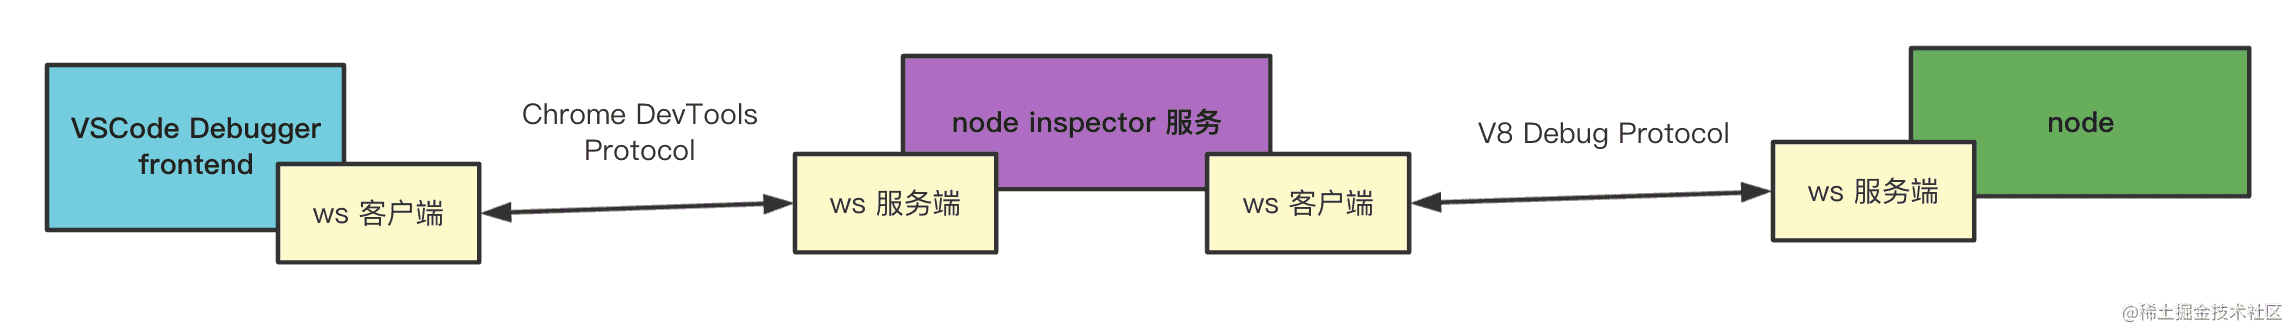 VSCode Debugger
frontend
ws 客户端
Chrome DevTools
Protocol
node inspector 服务
ws 服务端
ws 客户端
V8 Debug Protocol
node
ws 服务端
@稀土掘金技术社区